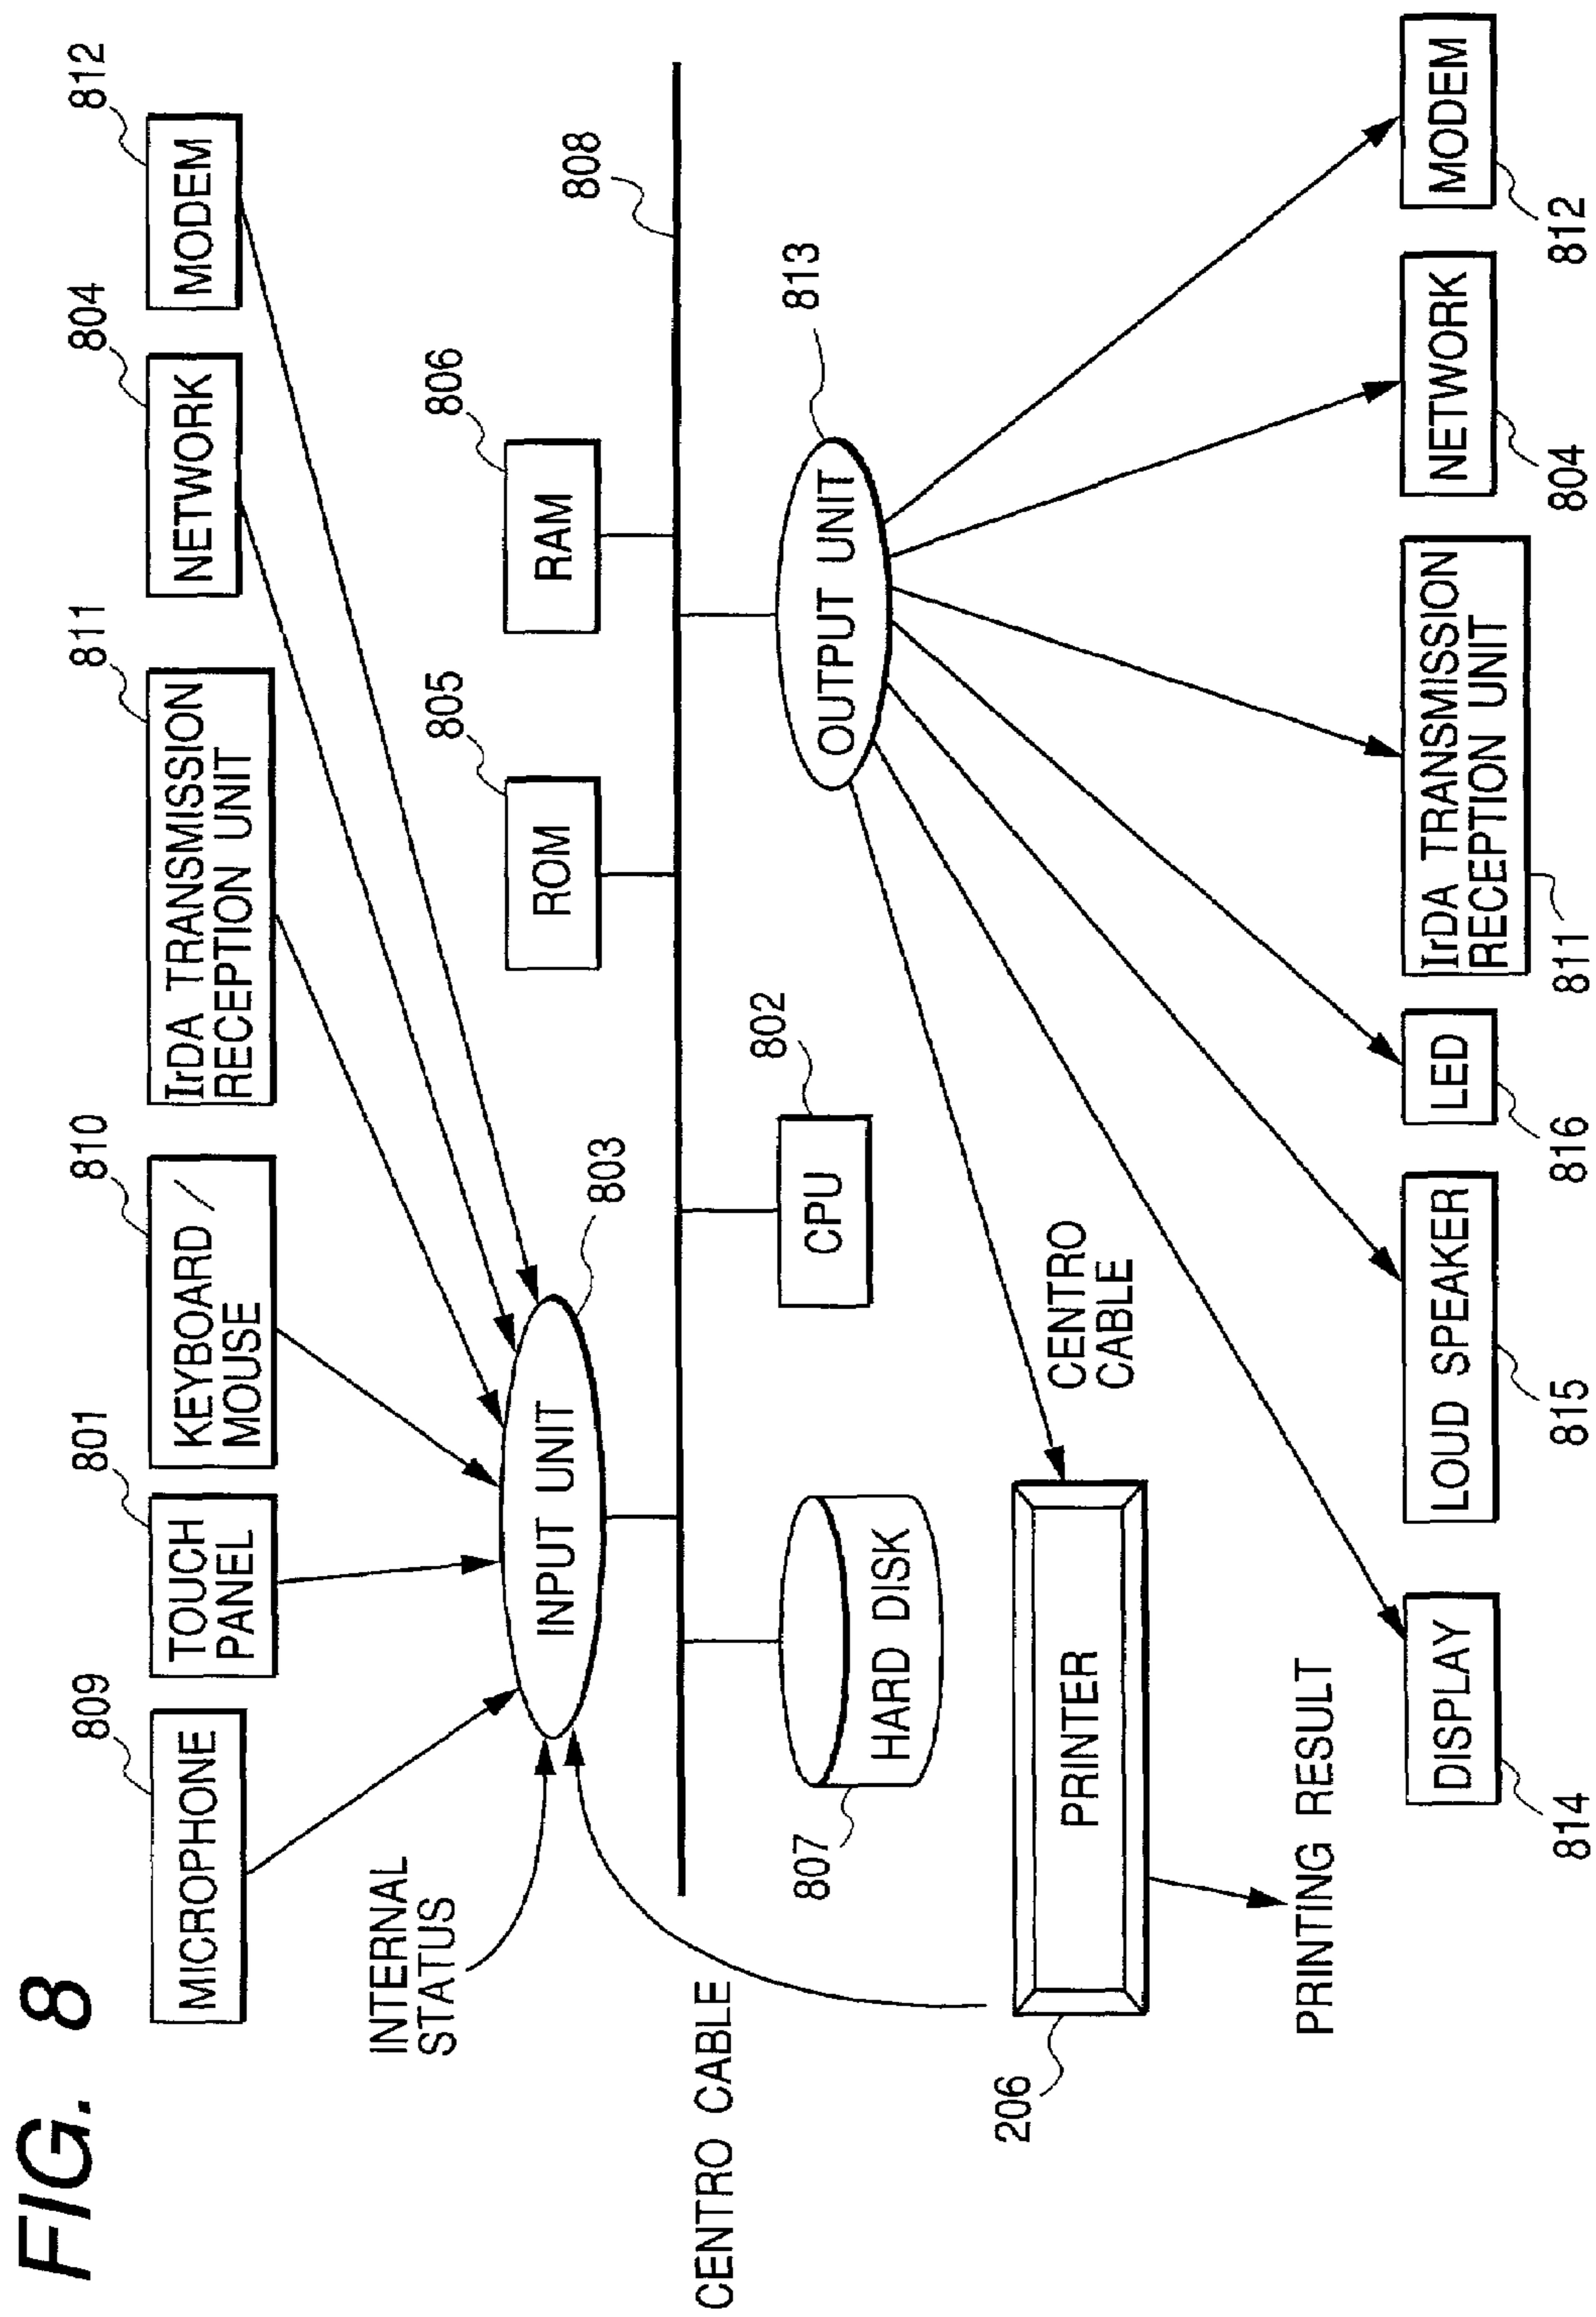 FIG. 8
809
801
810
811
804
812
MICROPHONE
TOUCH
PANEL
KEYBOARD /
MOUSE
IrDA TRANSMISSION
RECEPTION UNIT
NETWORK
MODEM
INTERNAL
STATUS
INPUT UNIT
803
805
806
ROM
RAM
808
CENTRO CABLE
807
HARD DISK
802
CPU
OUTPUT UNIT
813
206
PRINTER
CENTRO
CABLE
PRINTING RESULT
DISPLAY
LOUD SPEAKER
LED
IrDA TRANSMISSION
RECEPTION UNIT
NETWORK
MODEM
814
815
816
811
804
812